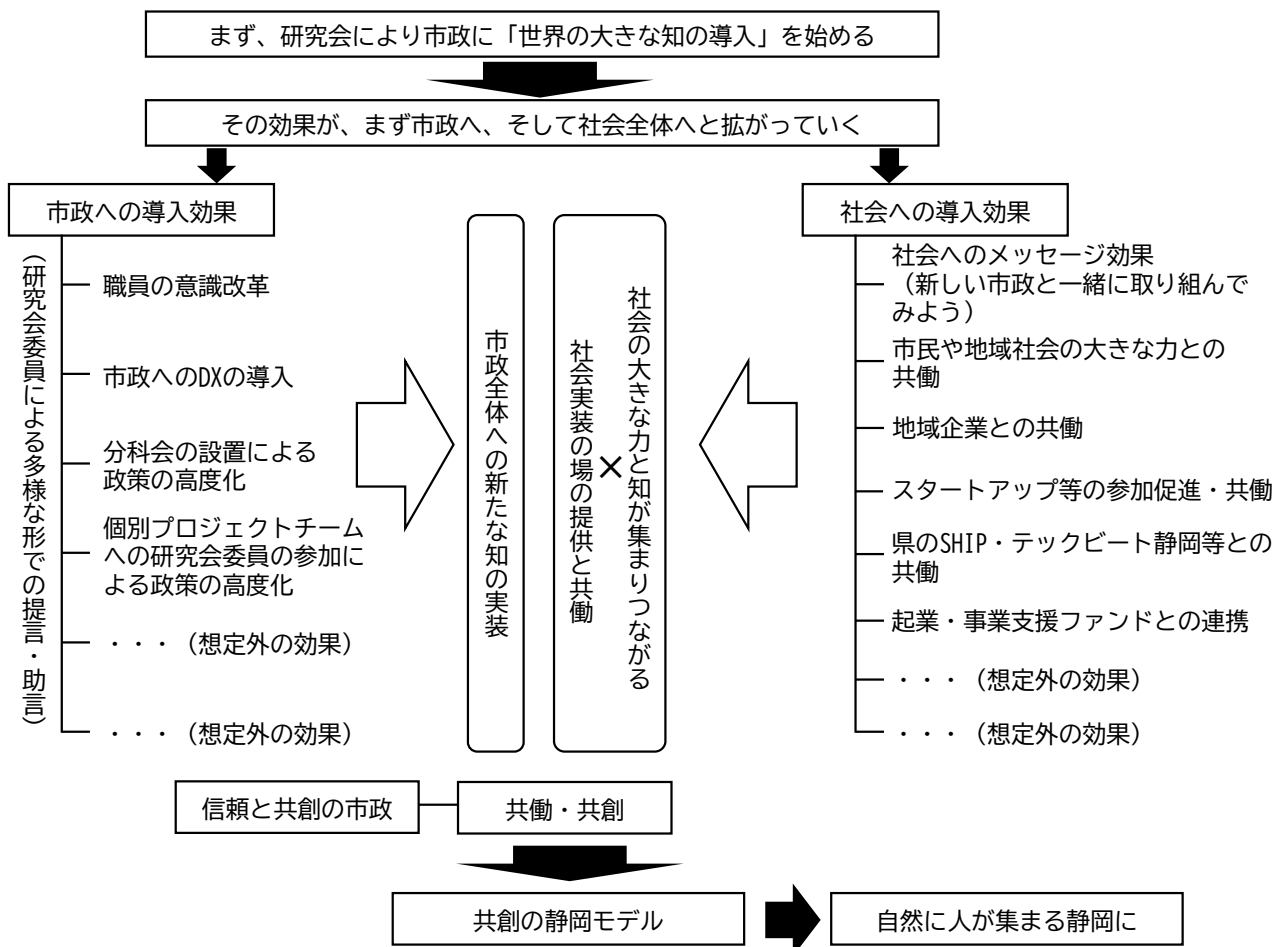 まず、研究会により市政に「世界の大きな知の導入」を始める
その効果が、まず市政へ、そして社会全体へと拡がっていく
市政への導入効果
（研究会委員による多様な形での提言・助言）
職員の意識改革
市政へのDXの導入
分科会の設置による
政策の高度化
個別プロジェクトチーム
への研究会委員の参加に
よる政策の高度化
・・・（想定外の効果）
・・・（想定外の効果）
市政全体への新たな知の実装
社会の大きな力と知が集まりつながる
×
社会実装の場の提供と共働
社会への導入効果
社会へのメッセージ効果
（新しい市政と一緒に取り組んで
みよう）
市民や地域社会の大きな力との
共働
地域企業との共働
スタートアップ等の参加促進・共働
県のSHIP・テックビート静岡等との
共働
起業・事業支援ファンドとの連携
・・・（想定外の効果）
・・・（想定外の効果）
信頼と共創の市政
共働・共創
共創の静岡モデル
自然に人が集まる静岡に